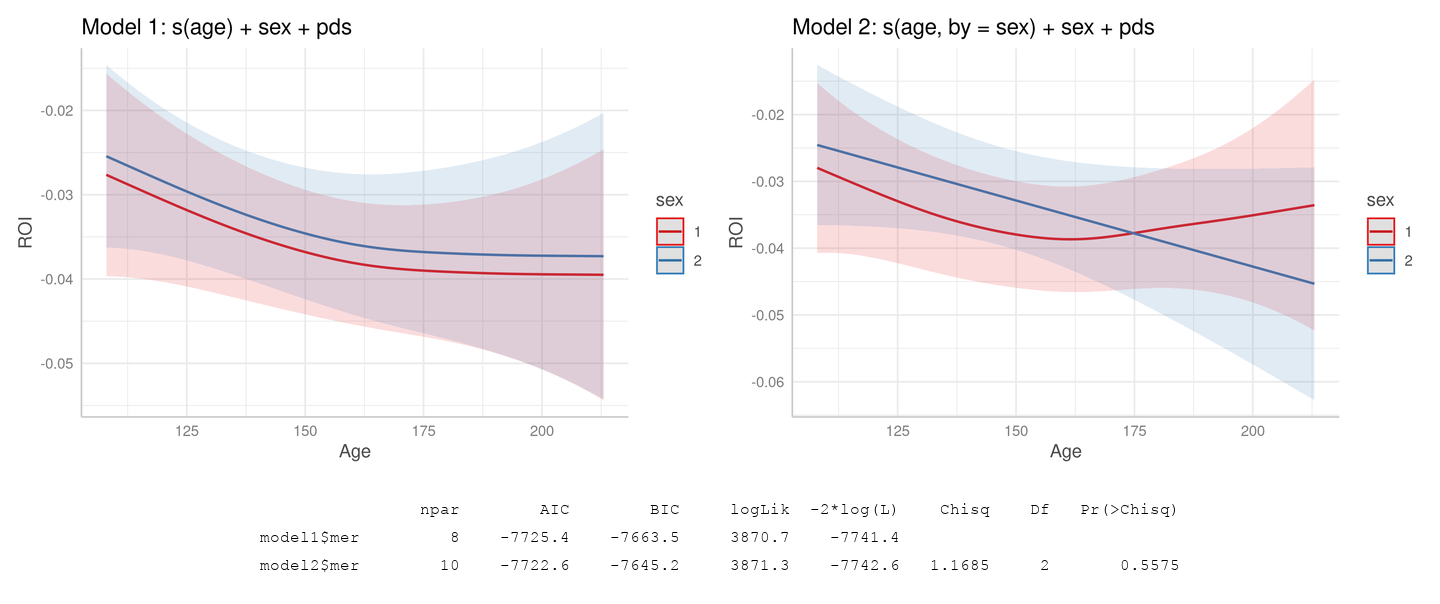 Model 1: s(age) + sex + pds
-0.02
-0.03
-0.04
-0.05
ROI
125 150 175 200
Age
sex
1
2
Model 2: s(age, by = sex) + sex + pds
-0.02
-0.03
-0.04
-0.05
-0.06
ROI
125 150 175 200
Age
sex
1
2
npar AIC BIC logLik -2*log(L) Chisq Df Pr(>Chisq)
model1$mer 8 -7725.4 -7663.5 3870.7 -7741.4
model2$mer 10 -7722.6 -7645.2 3871.3 -7742.6 1.1685 2 0.5575